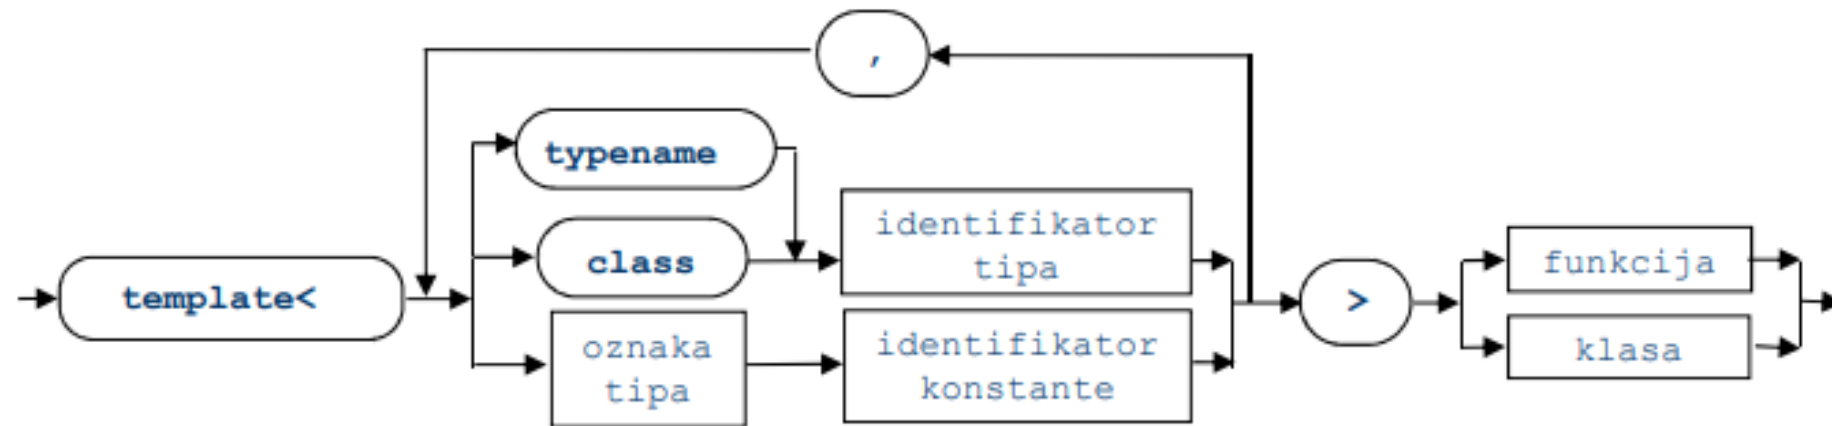 ,
typename
class
identifikator
tipa
template<
oznaka
tipa
identifikator
konstante
>
funkcija
klasa